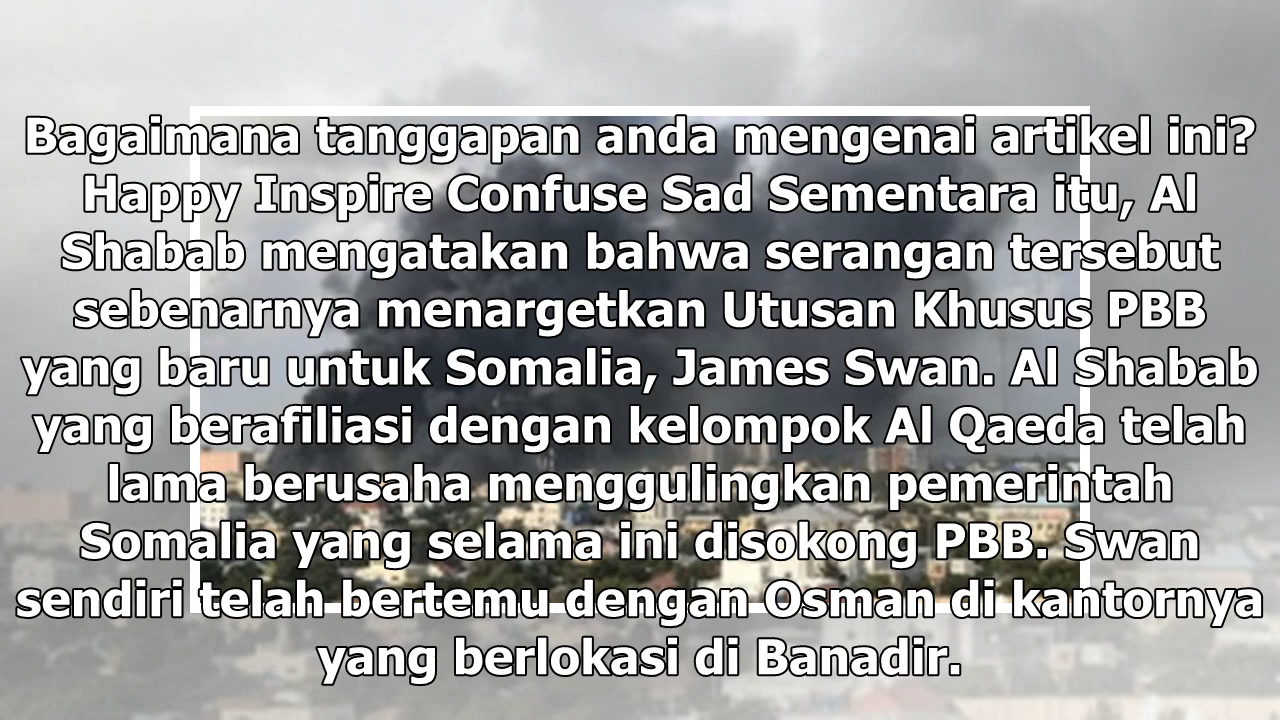 Bagaimana tanggapan anda mengenai artikel ini?
Happy Inspire Confuse Sad Sementara itu, Al
Shabab mengatakan bahwa serangan tersebut
sebenarnya menargetkan Utusan Khusus PBB
yang baru untuk Somalia, James Swan. Al Shabab
yang berafiliasi dengan kelompok Al Qaeda telah
lama berusaha menggulingkan pemerintah
Somalia yang selama ini disokong PBB. Swan
sendiri telah bertemu dengan Osman di kantornya
yang berlokasi di Banadir.